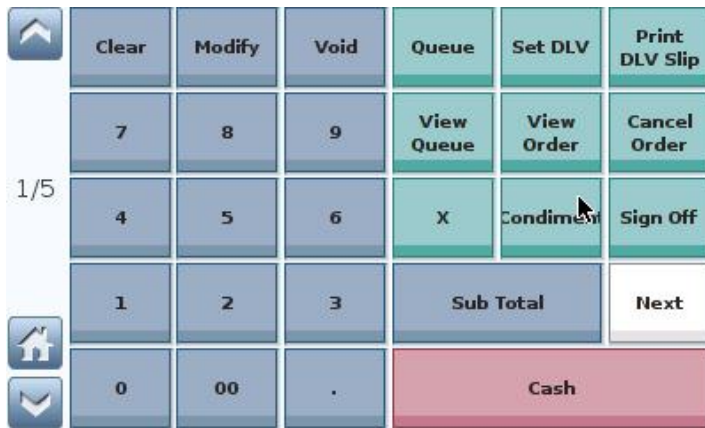 Clear Modify Void Queue Set DLV Print
DLV Slip
7 8 9 View
Queue View
Order Cancel
Order
1/5
4 5 6 X Condiment Sign Off
1 2 3 Sub Total Next
0 00 . Cash